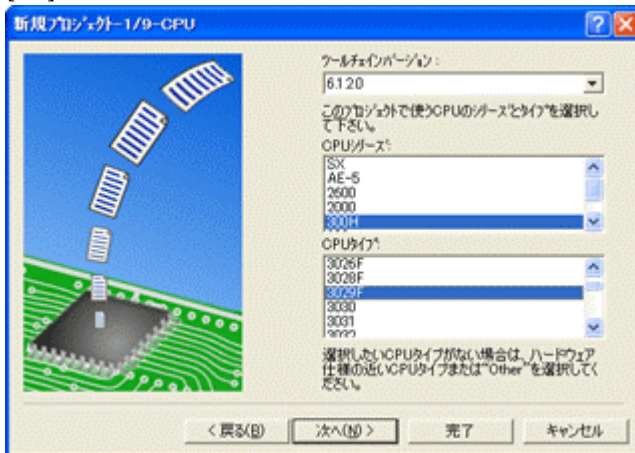 新規プロジェクト-1/9-CPU
ツールチェインバージョン :
6.1.2.0
このプロジェクトで使うCPUのシリーズとタイプを選択し
て下さい。
CPUシリーズ:
SX
AE-5
2600
2000
300H
CPUタイプ:
3026F
3028F
3029F
3030
3031
3032
選択したいCPUタイプがない場合は、ハードウェア
仕様の近いCPUタイプまたは"Other"を選択してく
ださい。
< 戻る(B)
次へ(N) >
完了
キャンセル